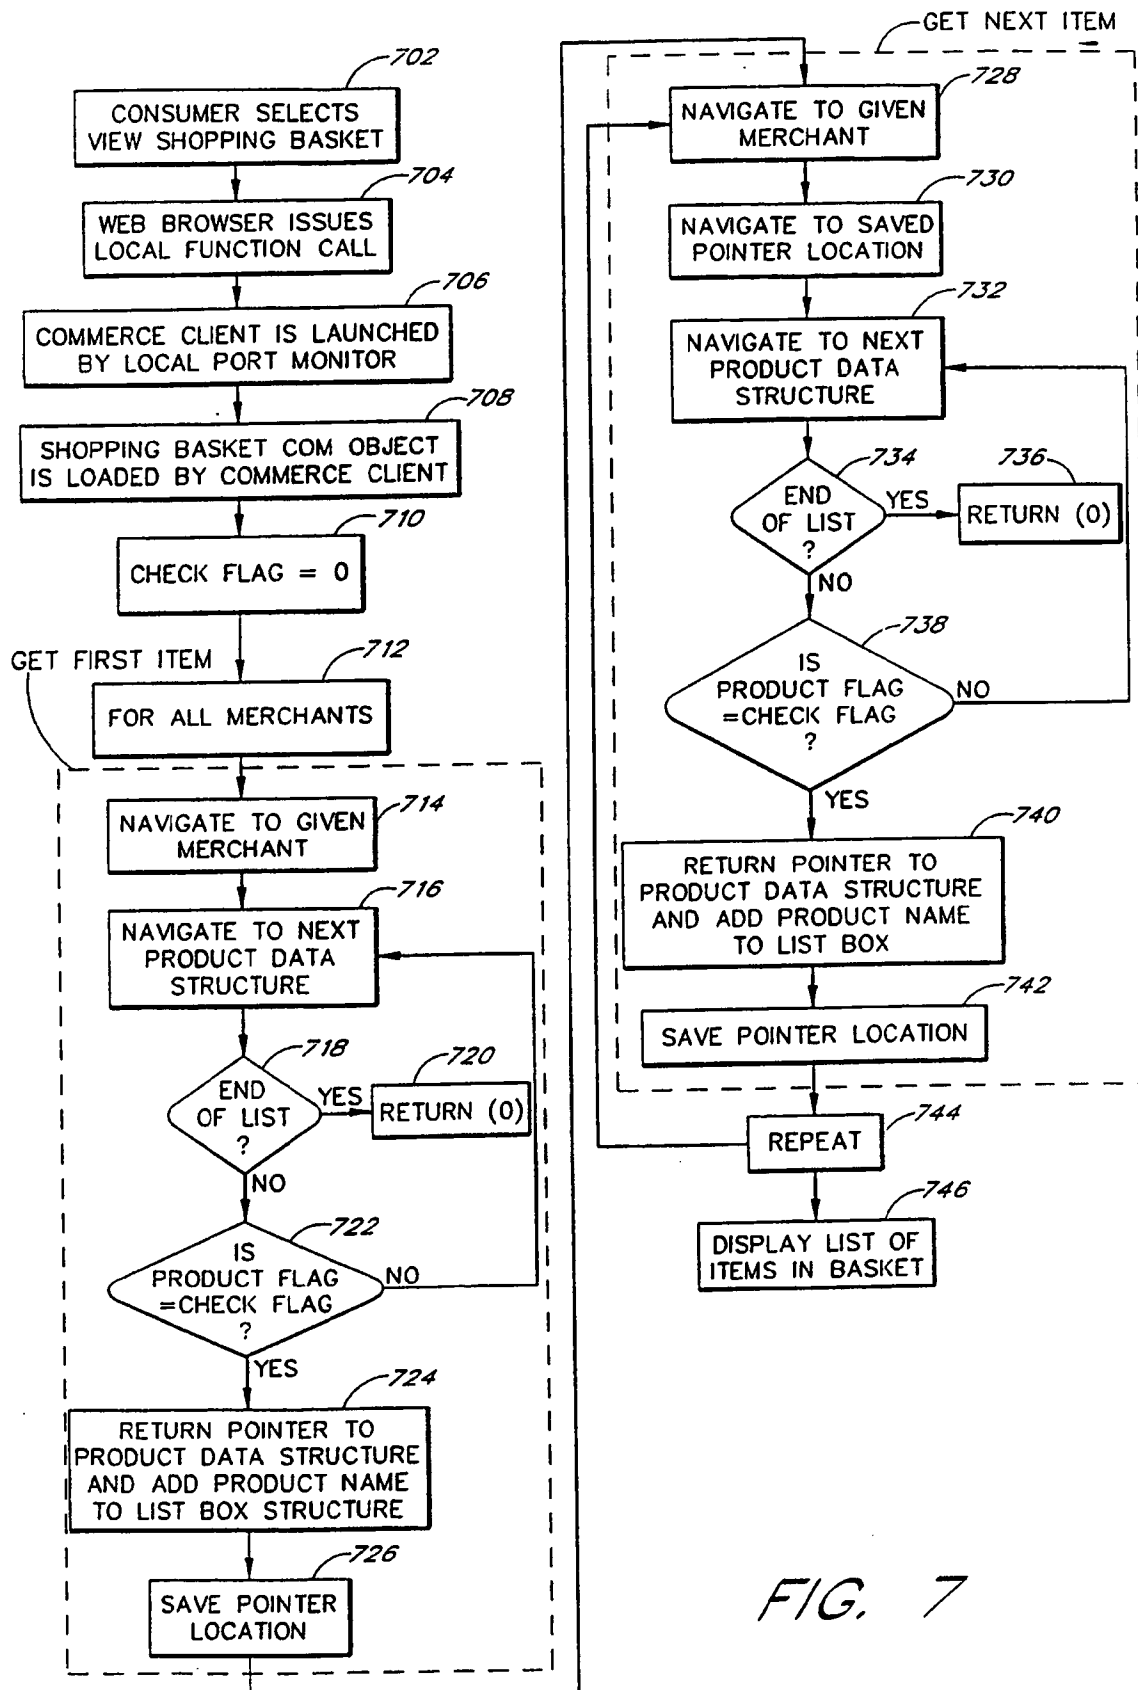 702
CONSUMER SELECTS
VIEW SHOPPING BASKET
704
WEB BROWSER ISSUES
LOCAL FUNCTION CALL
706
COMMERCE CLIENT IS LAUNCHED
BY LOCAL PORT MONITOR
708
SHOPPING BASKET COM OBJECT
IS LOADED BY COMMERCE CLIENT
710
CHECK FLAG = 0
GET FIRST ITEM
712
FOR ALL MERCHANTS
714
NAVIGATE TO GIVEN
MERCHANT
716
NAVIGATE TO NEXT
PRODUCT DATA
STRUCTURE
718
END
OF LIST
?
YES
720
RETURN (0)
NO
722
IS
PRODUCT FLAG
=CHECK FLAG
?
NO
YES
724
RETURN POINTER TO
PRODUCT DATA STRUCTURE
AND ADD PRODUCT NAME
TO LIST BOX STRUCTURE
726
SAVE POINTER
LOCATION
GET NEXT ITEM
728
NAVIGATE TO GIVEN
MERCHANT
730
NAVIGATE TO SAVED
POINTER LOCATION
732
NAVIGATE TO NEXT
PRODUCT DATA
STRUCTURE
734
END
OF LIST
?
YES
736
RETURN (0)
NO
738
IS
PRODUCT FLAG
=CHECK FLAG
?
NO
YES
740
RETURN POINTER TO
PRODUCT DATA STRUCTURE
AND ADD PRODUCT NAME
TO LIST BOX
742
SAVE POINTER LOCATION
744
REPEAT
746
DISPLAY LIST OF
ITEMS IN BASKET
FIG. 7